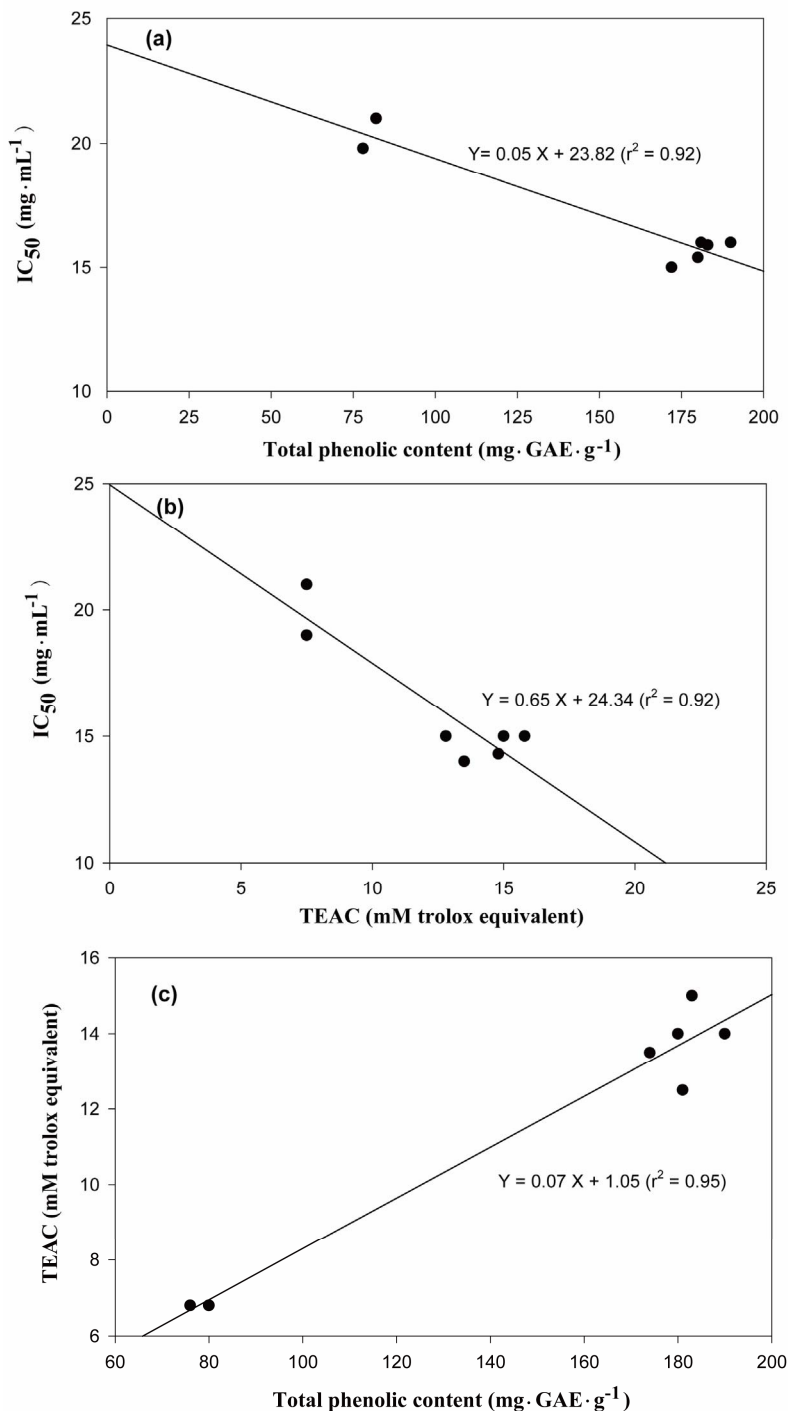 (a)
25
20
15
10
IC50 (mg·mL-1)
Y= 0.05 X + 23.82 (r2 = 0.92)
0 25 50 75 100 125 150 175 200
Total phenolic content (mg·GAE·g-1)
(b)
25
20
15
10
IC50 (mg·mL-1)
Y = 0.65 X + 24.34 (r2 = 0.92)
0 5 10 15 20 25
TEAC (mM trolox equivalent)
(c)
16
14
12
10
8
6
TEAC (mM trolox equivalent)
Y = 0.07 X + 1.05 (r2 = 0.95)
60 80 100 120 140 160 180 200
Total phenolic content (mg·GAE·g-1)